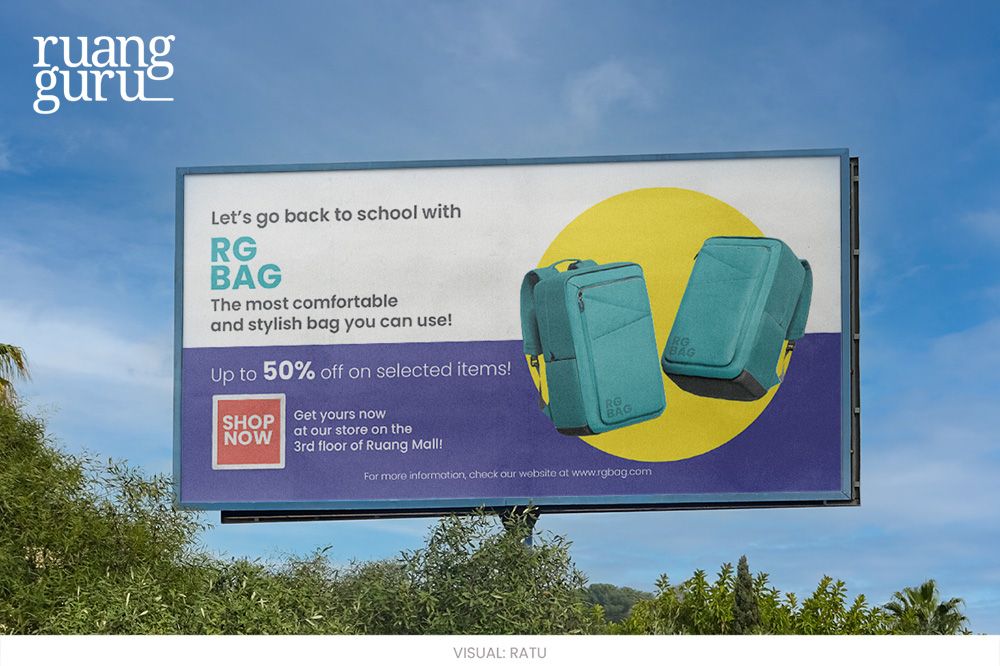 ruang
guru
Let's go back to school with
RG
BAG
The most comfortable
and stylish bag you can use!
Up to 50% off on selected items!
SHOP
NOW
Get yours now
at our store on the
3rd floor of Ruang Mall!
For more information, check our website at www.rgbag.com
RG
BAG
RG
BAG
VISUAL: RATU